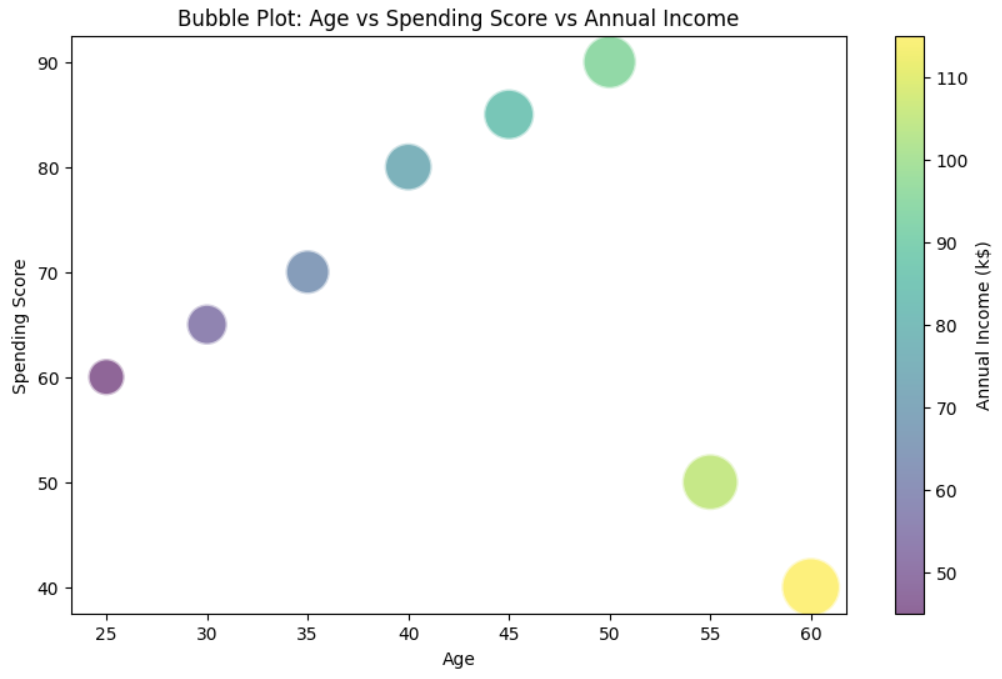 Bubble Plot: Age vs Spending Score vs Annual Income
90
80
70
60
50
40
Spending Score
25 30 35 40 45 50 55 60
Age
110
100
90
80
70
60
50
Annual Income (k$)